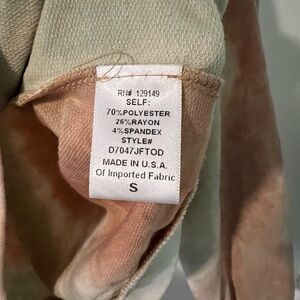 RN# 129149
SELF:
70%POLYESTER
26%RAYON
4%SPANDEX
STYLE#
D7047JFTOD
MADE IN U.S.A.
Of Imported Fabric
S